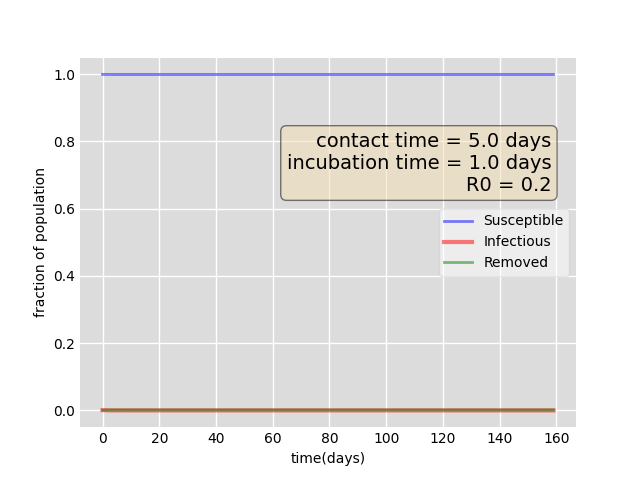 1.0
0.8
0.6
0.4
0.2
0.0
fraction of population
contact time = 5.0 days
incubation time = 1.0 days
R0 = 0.2
Susceptible
Infectious
Removed
0 20 40 60 80 100 120 140 160
time(days)